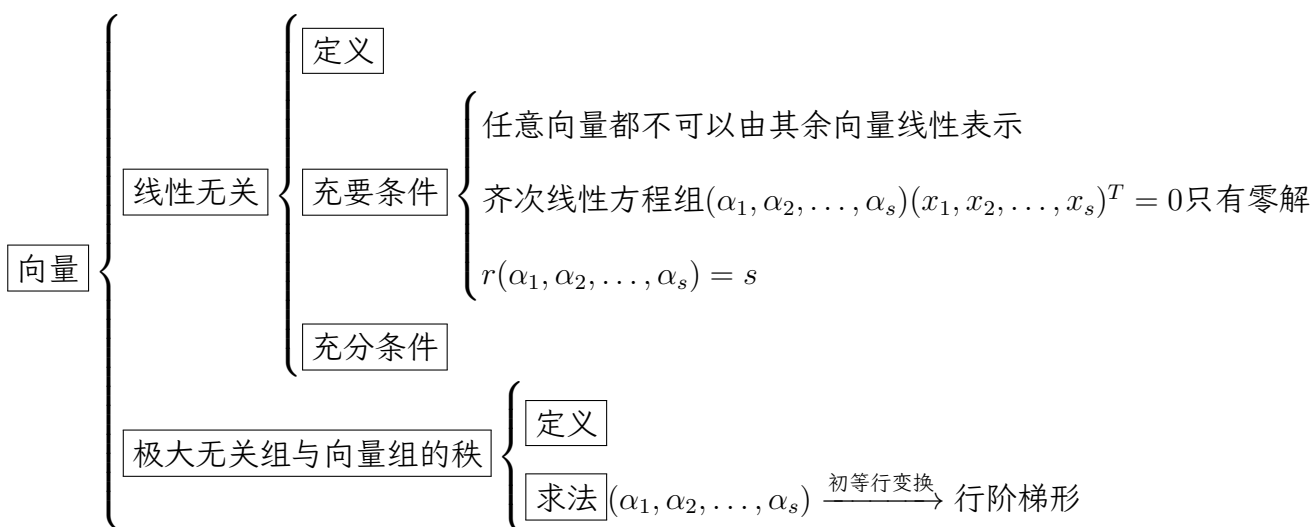 定义
任意向量都不可以由其余向量线性表示
线性无关 充要条件 齐次线性方程组(α₁, α₂, . . . , αₛ)(x₁, x₂, . . . , xₛ)ᵀ = 0只有零解
向量
r(α₁, α₂, . . . , αₛ) = s
充分条件
定义
极大无关组与向量组的秩
初等行变换
求法 (α₁, α₂, . . . , αₛ) ⟶ 行阶梯形